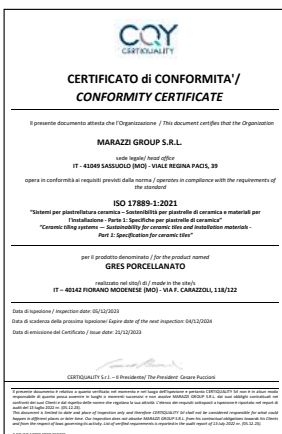 CQY
CERTIQUALITY
CERTIFICATO di CONFORMITA'/
CONFORMITY CERTIFICATE
Il presente documento attesta che l'Organizzazione / This document certifies that the Organization
MARAZZI GROUP S.R.L.
sede legale/ head office
IT - 41049 SASSUOLO (MO) - VIALE REGINA PACIS, 39
opera in conformità ai requisiti previsti dalla norma / operates in compliance with the requirements of
the standard
ISO 17889-1:2021
"Sistemi per piastrellatura ceramica – Sostenibilità per piastrelle di ceramica e materiali per
l'installazione - Parte 1: Specifiche per piastrelle di ceramica"
"Ceramic tiling systems — Sustainability for ceramic tiles and installation materials -
Part 1: Specification for ceramic tiles"
per il prodotto denominato / for the product named
GRES PORCELLANATO
realizzato nel sito/i di / made in the site/s
IT – 40142 FIORANO MODENESE (MO) - VIA F. CARAZZOLI, 118/122
Data di Ispezione / Inspection date: 05/12/2023
Data di scadenza della prossima Ispezione/ Expire date of the next inspection: 04/12/2024
Data di emissione del Certificato / Issue date: 21/12/2023
CERTIQUALITY S.r.l. – Il Presidente/ The President: Cesare Puccioni